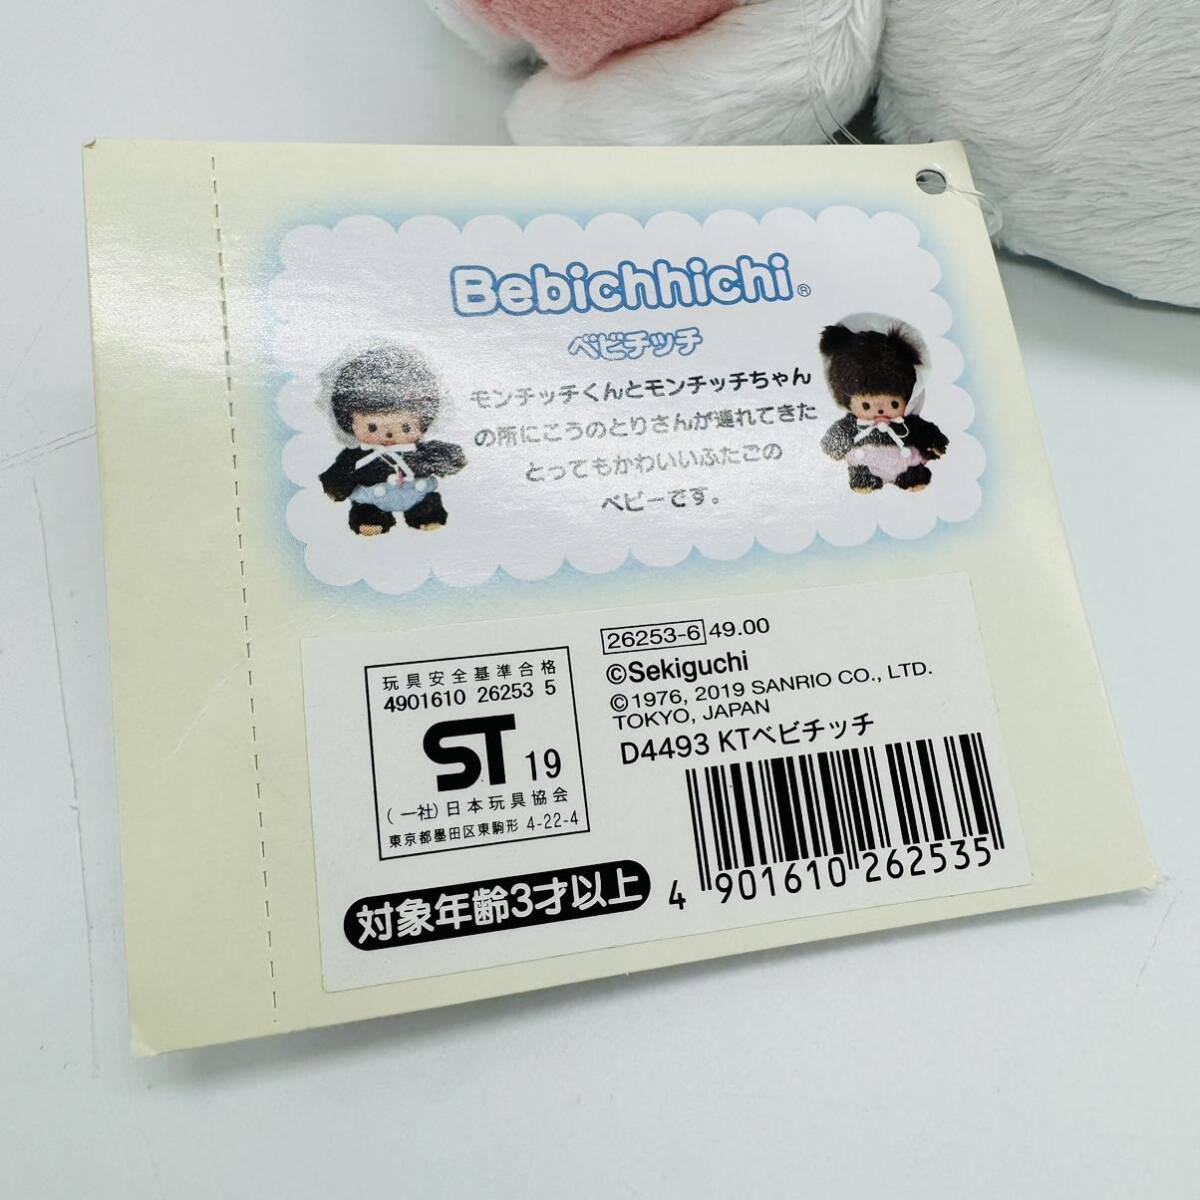 Bebichhichi®
ベビチッチ
モンチッチくんとモンチッチちゃん
の所にこうのとりさんが連れてきた
とってもかわいいふたごの
ベビーです。
26253-6 49.00
©Sekiguchi
©1976, 2019 SANRIO CO., LTD.
TOKYO, JAPAN
D4493 KTベビチッチ
玩具安全基準合格
4901610 26253 5
ST 19
(一社)日本玩具協会
東京都墨田区東駒形 4-22-4
対象年齢3才以上
4 901610 262535